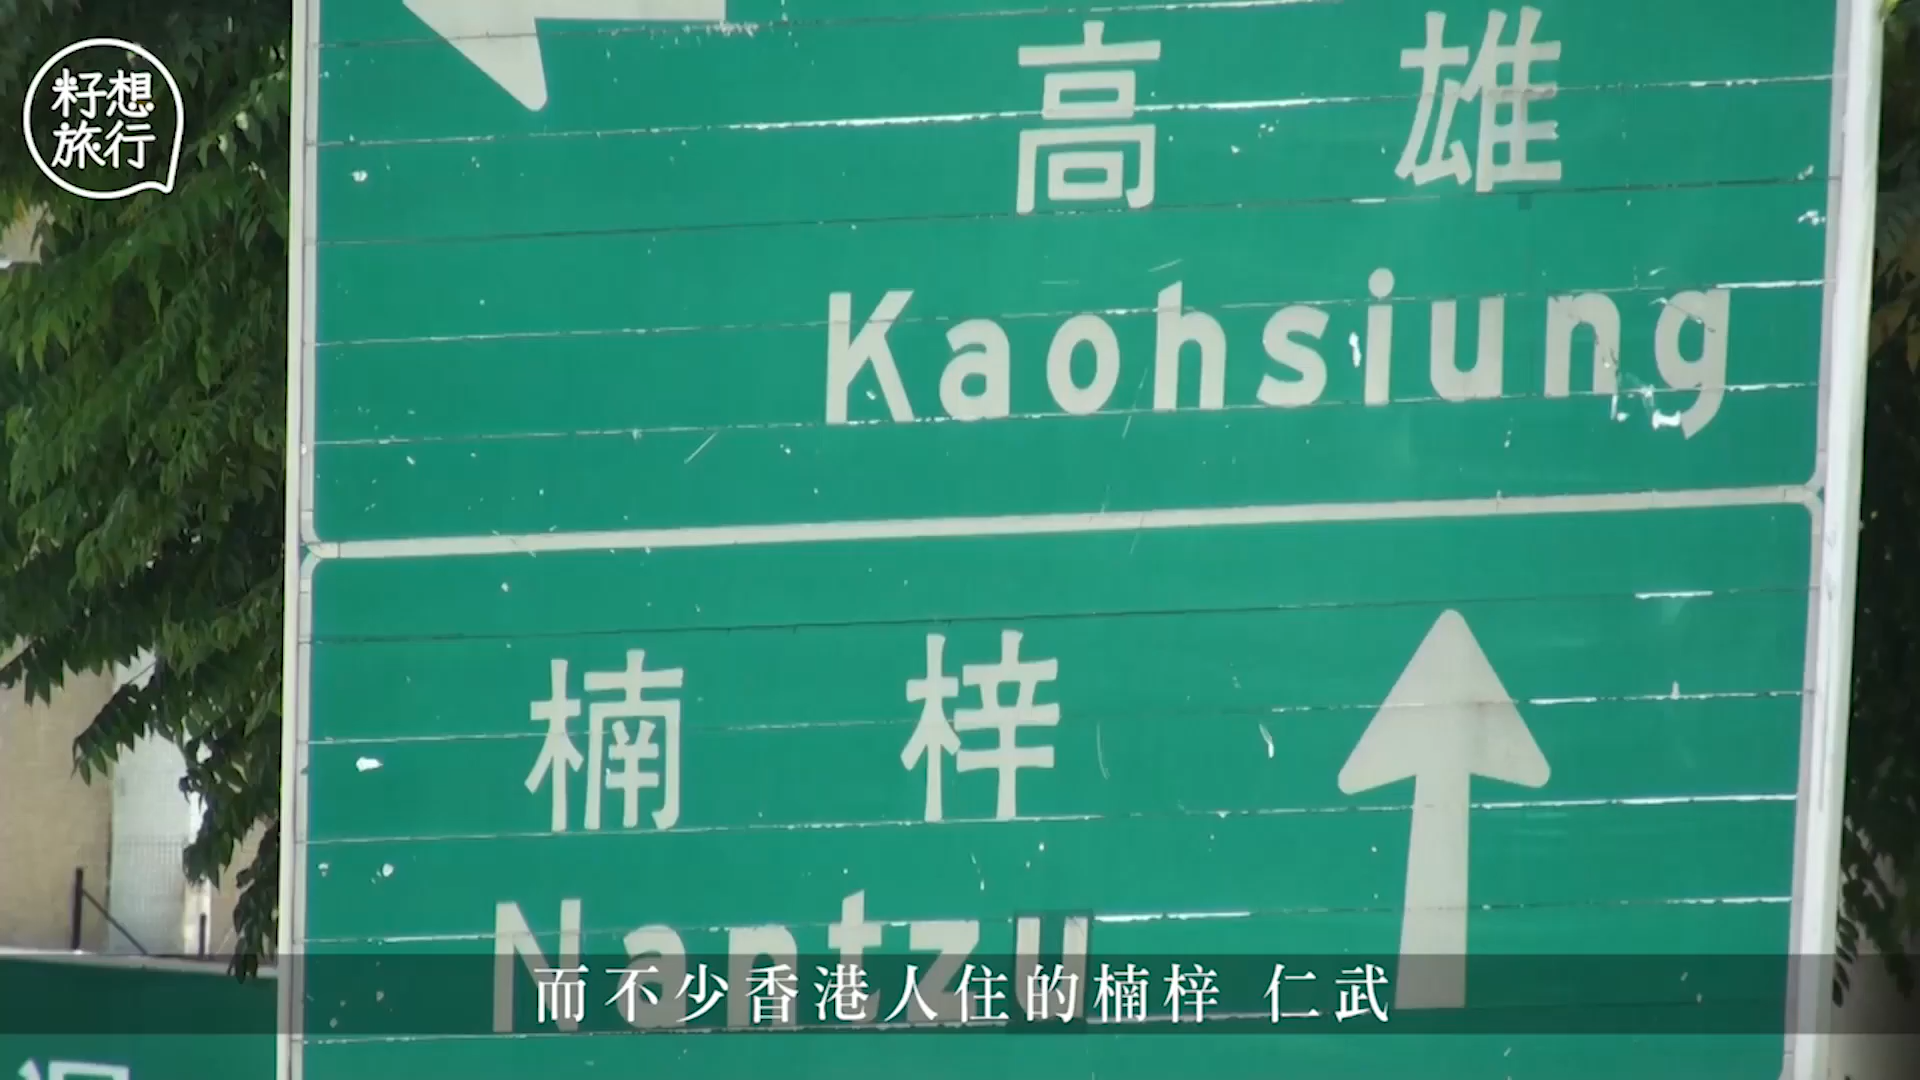 籽想
旅行
高雄
Kaohsiung
楠梓
Nantzu
而不少香港人住的楠梓 仁武